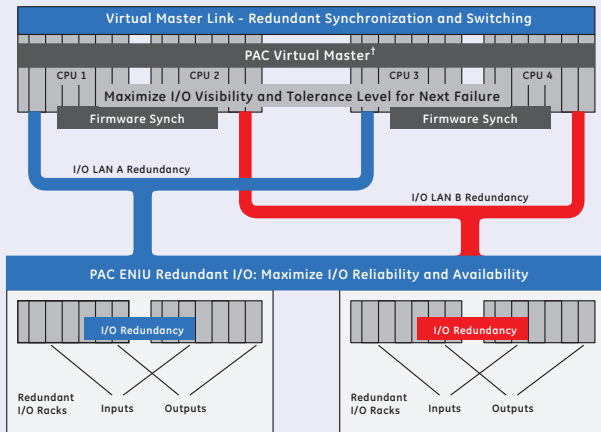 Virtual Master Link - Redundant Synchronization and Switching
PAC Virtual Master†
CPU 1
CPU 2
CPU 3
CPU 4
Maximize I/O Visibility and Tolerance Level for Next Failure
Firmware Synch
Firmware Synch
I/O LAN A Redundancy
I/O LAN B Redundancy
PAC ENIU Redundant I/O: Maximize I/O Reliability and Availability
I/O Redundancy
I/O Redundancy
Redundant
I/O Racks
Inputs
Outputs
Redundant
I/O Racks
Inputs
Outputs